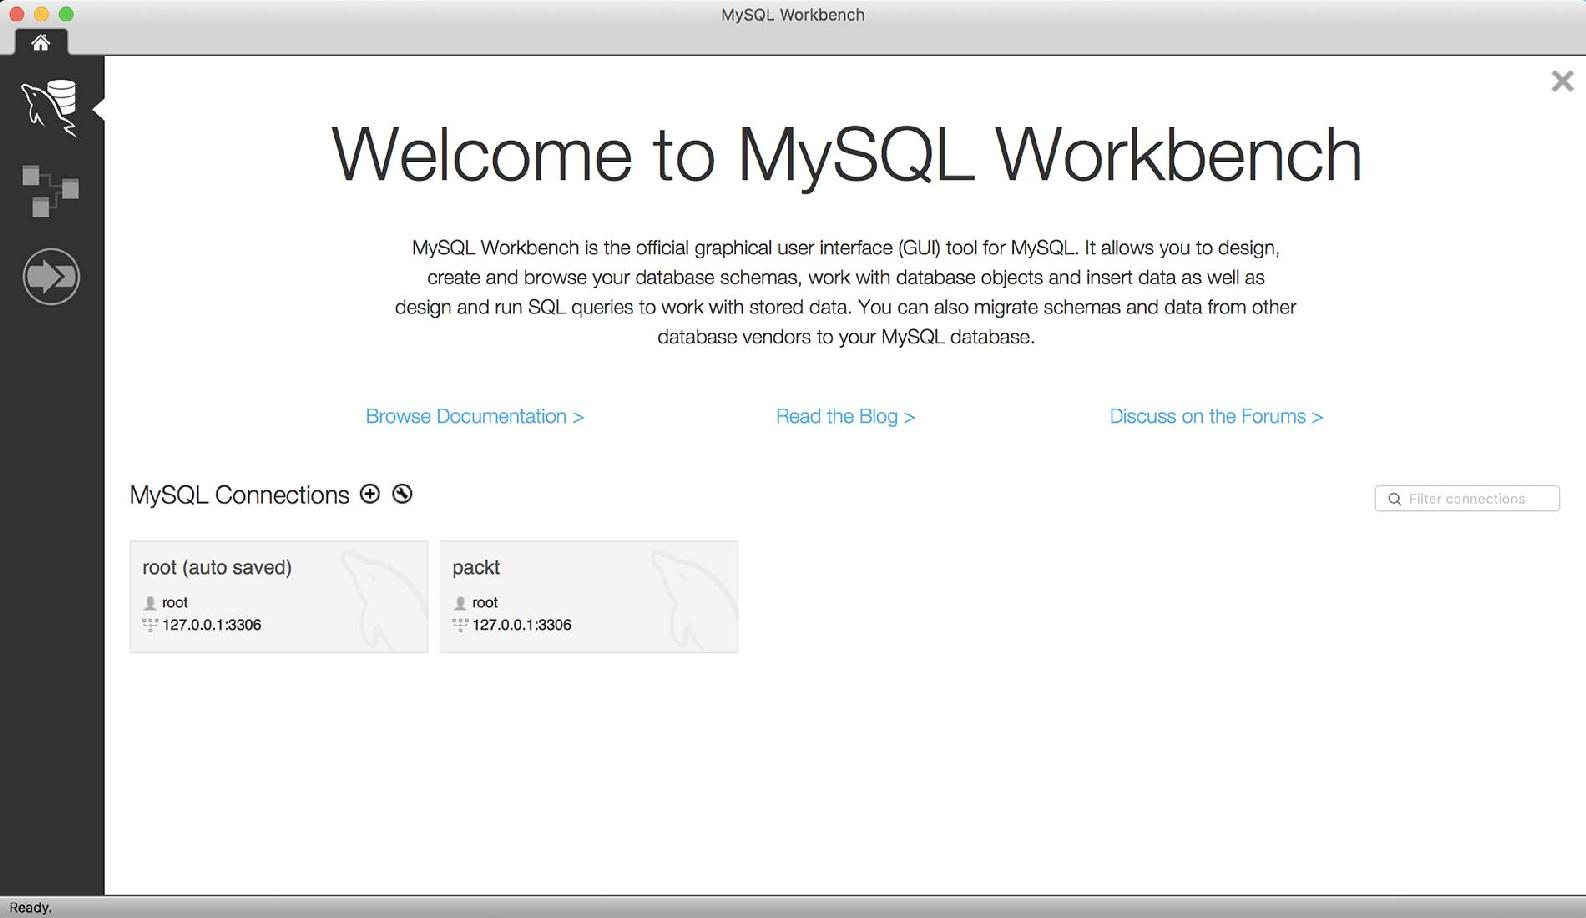 MySQL Workbench
Welcome to MySQL Workbench
MySQL Workbench is the official graphical user interface (GUI) tool for MySQL. It allows you to design,
create and browse your database schemas, work with database objects and insert data as well as
design and run SQL queries to work with stored data. You can also migrate schemas and data from other
database vendors to your MySQL database.
Browse Documentation >
Read the Blog >
Discuss on the Forums >
MySQL Connections
Filter connections
root (auto saved)
root
127.0.0.1:3306
packt
root
127.0.0.1:3306
Ready.